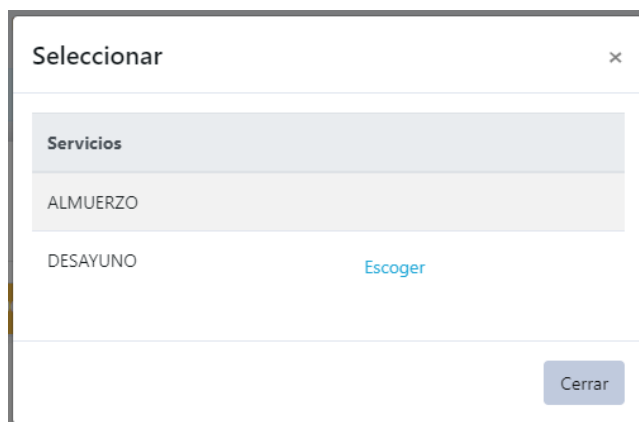 Seleccionar ×
Servicios
ALMUERZO
DESAYUNO Escoger
Cerrar